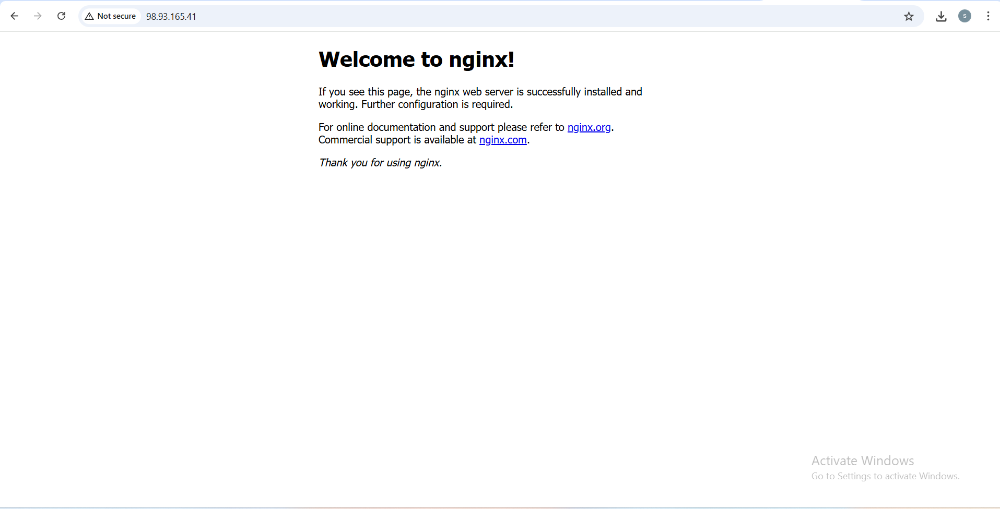 Not secure 98.93.165.41
S
Welcome to nginx!
If you see this page, the nginx web server is successfully installed and
working. Further configuration is required.
For online documentation and support please refer to nginx.org.
Commercial support is available at nginx.com.
Thank you for using nginx.
Activate Windows
Go to Settings to activate Windows.